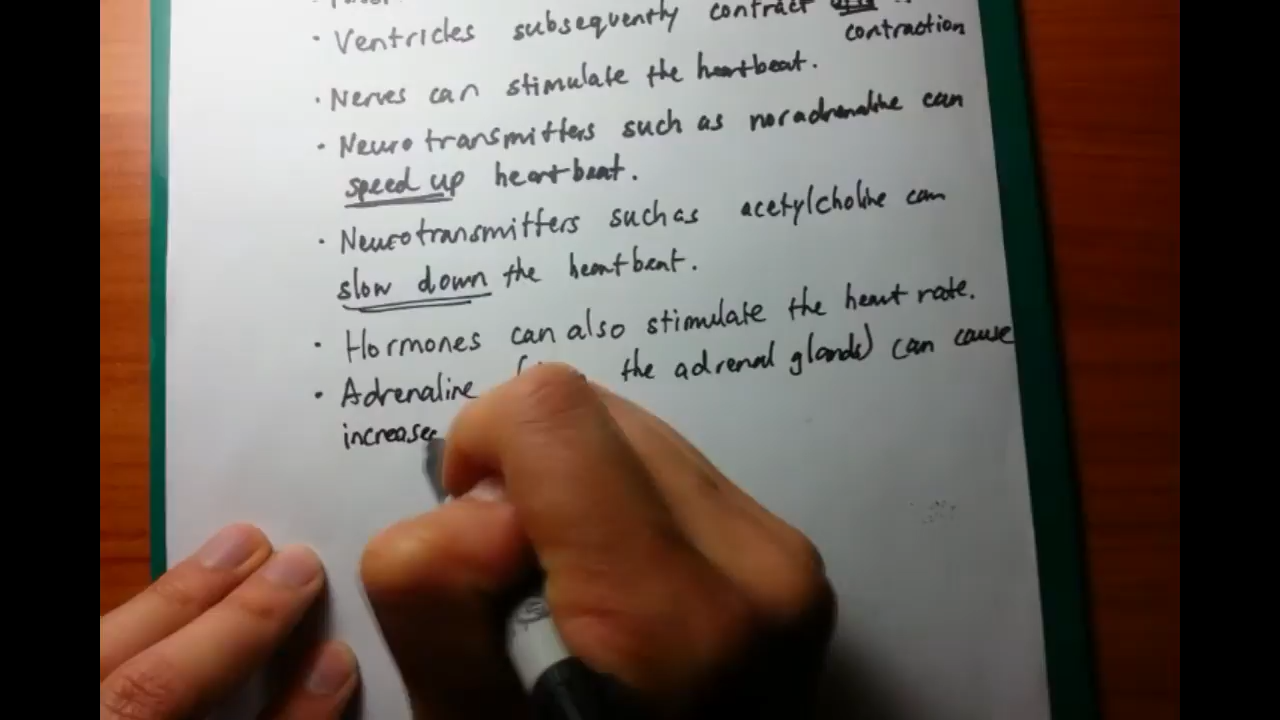 • Ventricles subsequently contract
contraction
• Nerves can stimulate the heartbeat.
• Neurotransmitters such as noradrenaline can
speed up heartbeat.
• Neurotransmitters such as acetylcholine can
slow down the heartbeat.
• Hormones can also stimulate the heart rate.
• Adrenaline the adrenal glands) can cause
increased